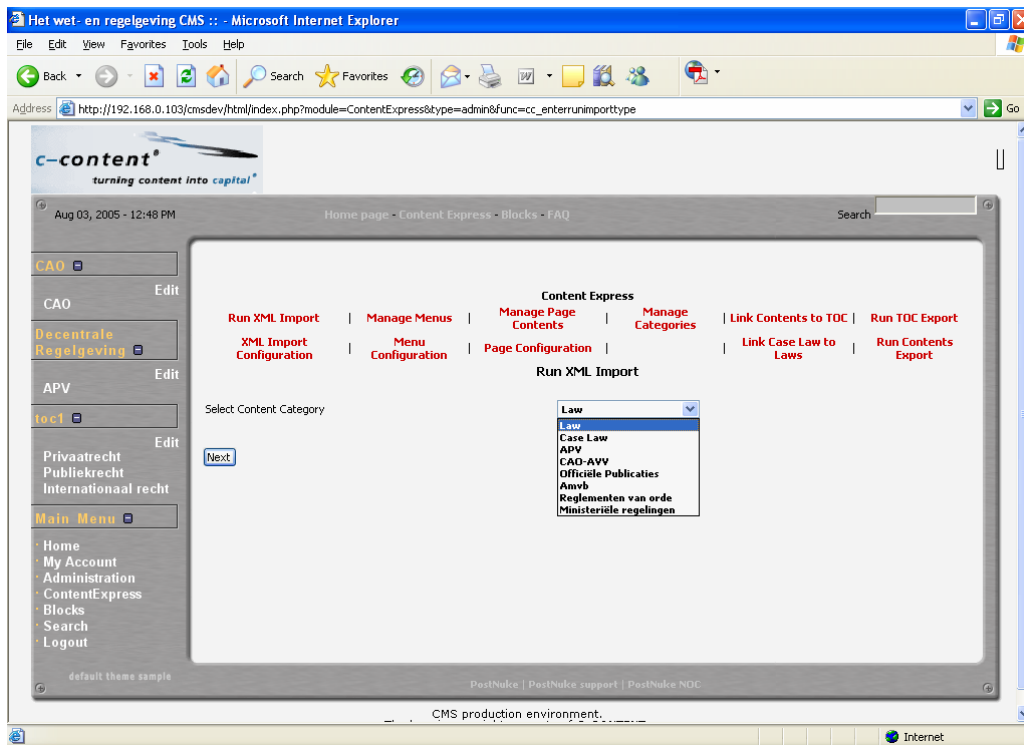 Het wet- en regelgeving CMS :: - Microsoft Internet Explorer
File Edit View Favorites Tools Help
Back Search Favorites
Address http://192.168.0.103/cmsdev/html/index.php?module=ContentExpress&type=admin&func=cc_enterrunimporttype Go
c-content®
turning content into capital®
Aug 03, 2005 - 12:48 PM Home page - Content Express - Blocks - FAQ Search
CAO
Edit
CAO
Decentrale
Regelgeving
Edit
APV
toc1
Edit
Privaatrecht
Publiekrecht
Internationaal recht
Main Menu
· Home
· My Account
· Administration
· ContentExpress
· Blocks
· Search
· Logout
default theme sample
Content Express
Run XML Import | Manage Menus | Manage Page Contents | Manage Categories | Link Contents to TOC | Run TOC Export
XML Import Configuration | Menu Configuration | Page Configuration | | Link Case Law to Laws | Run Contents Export
Run XML Import
Select Content Category Law
Law
Case Law
APV
CAO-AVV
Officiële Publicaties
Amvb
Reglementen van orde
Ministeriële regelingen
Next
PostNuke | PostNuke support | PostNuke NOC
CMS production environment.
Internet